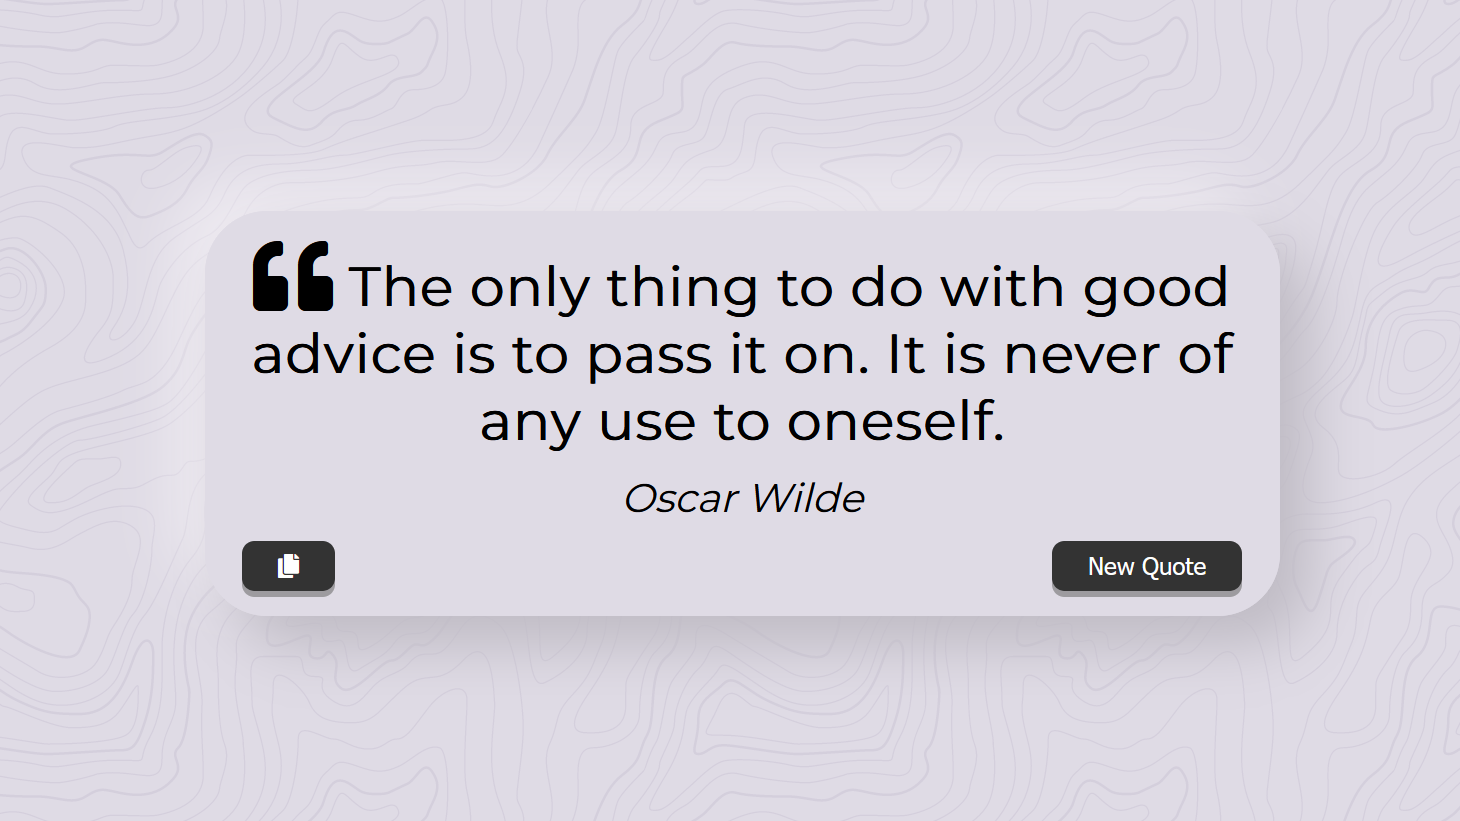 The only thing to do with good
advice is to pass it on. It is never of
any use to oneself.
Oscar Wilde
New Quote